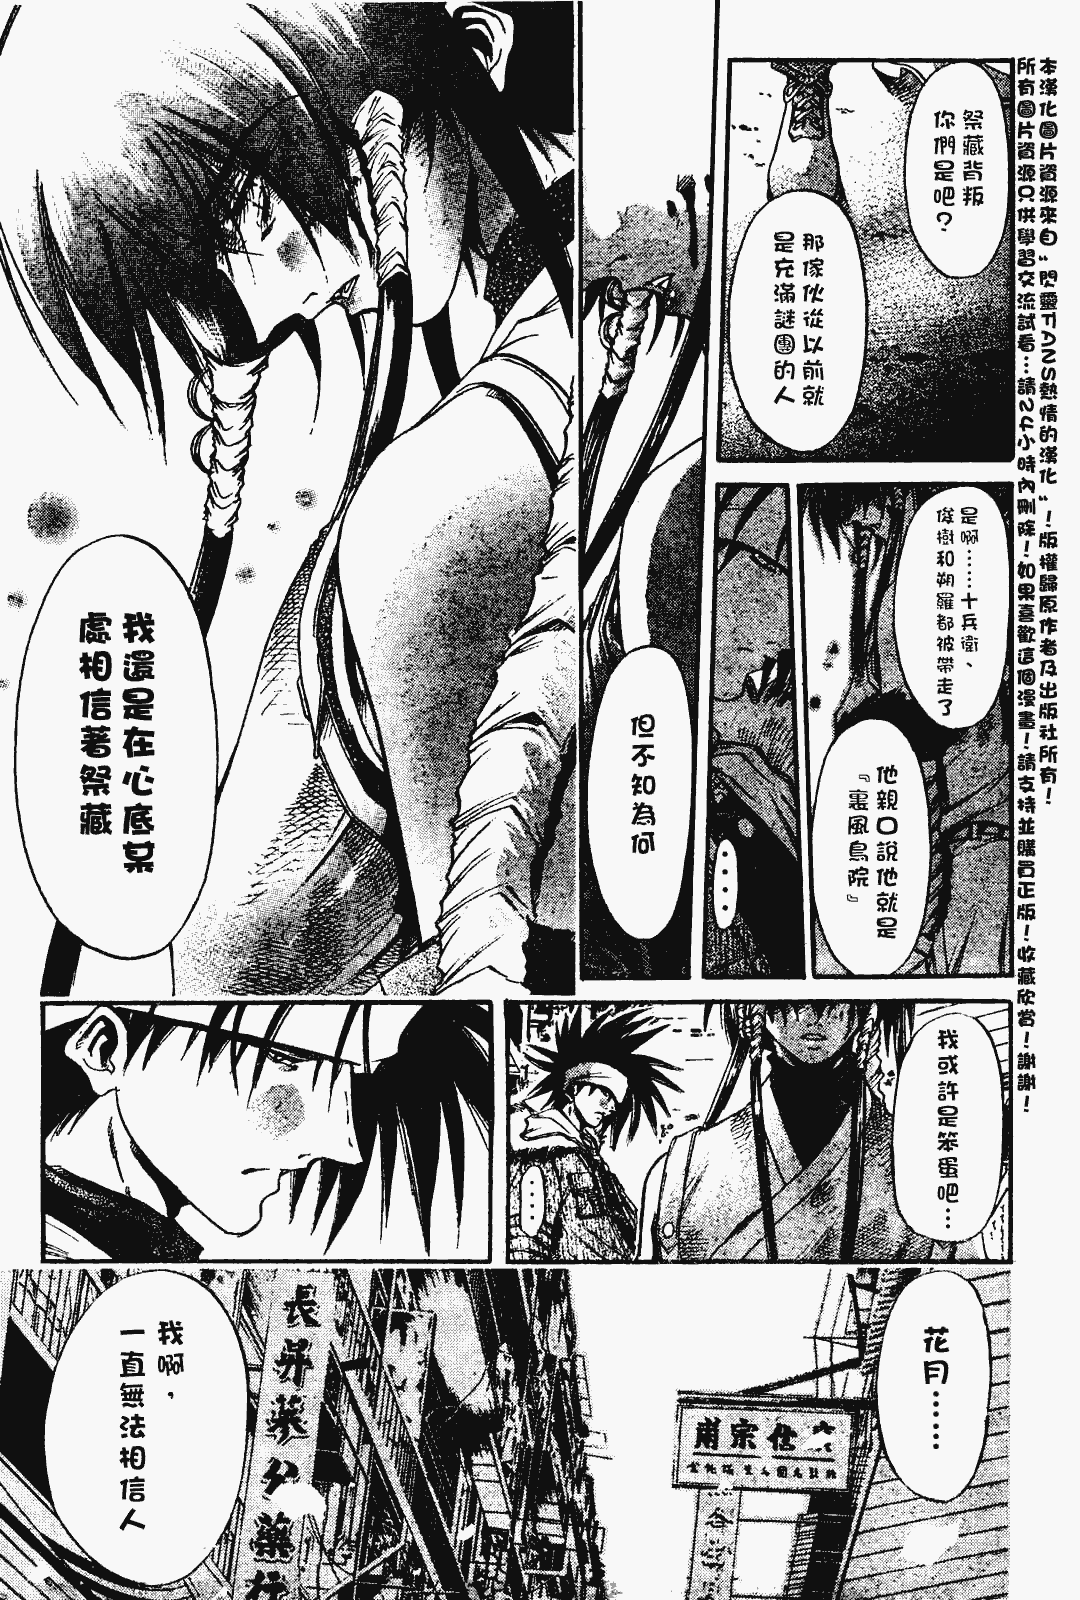 本漢化圖片資源來自"閃靈FANS熱情的漢化"!版權歸原作者及出版社所有!
所有圖片資源只供學習交流試看…請24小時內刪除!如果喜歡這個漫畫!請支持並購買正版!收藏欣賞!謝謝!
祭藏背叛
你們是吧?
那傢伙從以前就
是充滿謎團的人
是啊……十兵衛、
俊樹和朔羅都被帶走了
他親口說他就是
『裏風鳥院』
‥‥
但不知為何
我還是在心底某
處相信著祭藏
我或許是笨蛋吧…
‥‥
花月……
我啊,
一直無法相信人